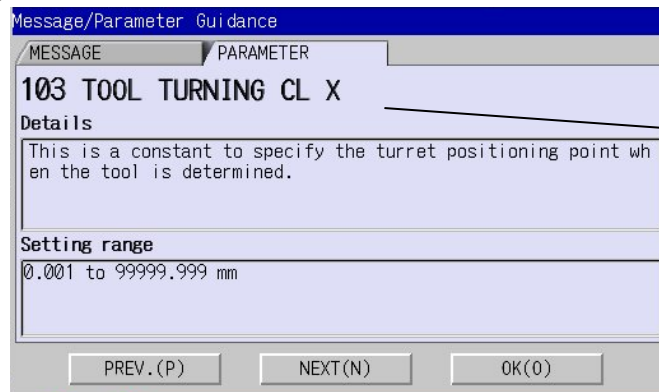 Message/Parameter Guidance
MESSAGE PARAMETER
103 TOOL TURNING CL X
Details
This is a constant to specify the turret positioning point wh
en the tool is determined.
Setting range
0.001 to 99999.999 mm
PREV.(P) NEXT(N) OK(O)